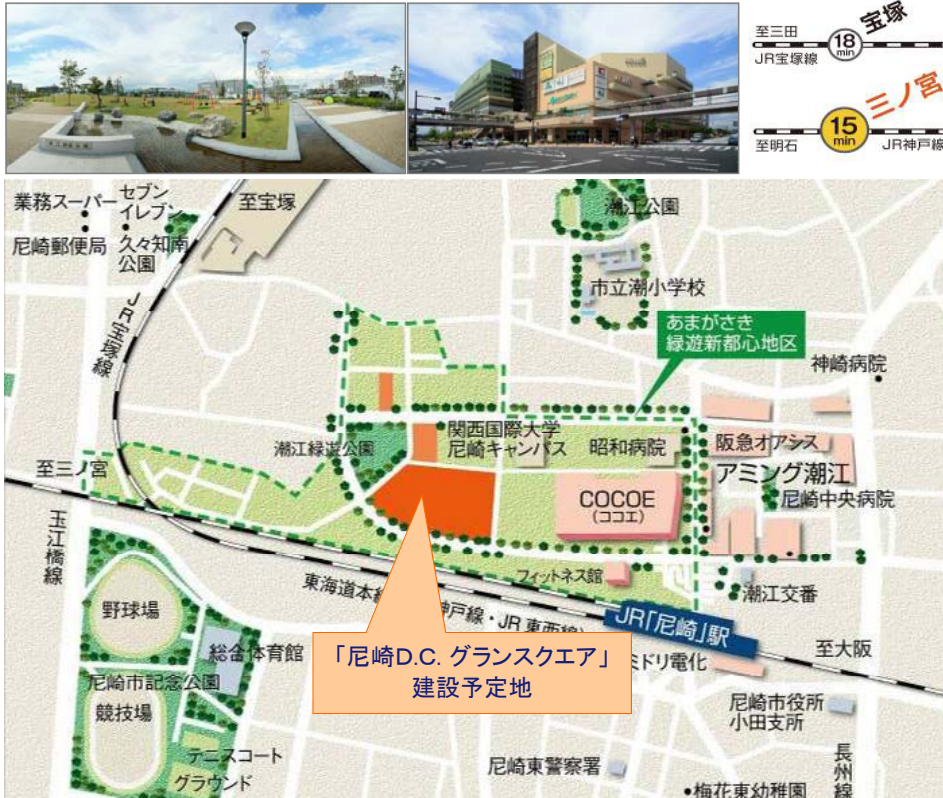 至三田
18
min
宝塚
JR宝塚線
三ノ宮
15
min
至明石
JR神戸線
業務スーパー
セブン
イレブン
尼崎郵便局
久々知南
公園
至宝塚
潮江公園
市立潮小学校
JR宝塚線
あまがさき
緑遊新都心地区
神崎病院
潮江緑遊公園
関西国際大学
尼崎キャンパス
昭和病院
阪急オアシス
アミング潮江
尼崎中央病院
至三ノ宮
COCOE
(ココエ)
玉江橋線
フィットネス館
潮江交番
東海道本線
神戸線・JR東西線)
JR「尼崎」駅
至大阪
野球場
総合体育館
尼崎市記念公園
競技場
テニスコート
グラウンド
「尼崎D.C. グランスクエア」
建設予定地
ミドリ電化
尼崎市役所
小田支所
尼崎東警察署
長州線
•梅花東幼稚園